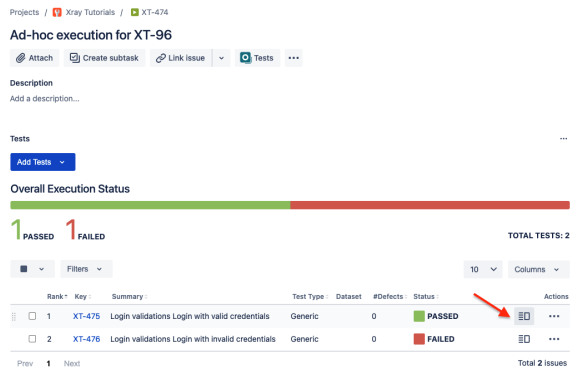 Projects / Xray Tutorials / XT-474
Ad-hoc execution for XT-96
Attach Create subtask Link issue Tests
Description
Add a description...
Tests
Add Tests
Overall Execution Status
1 PASSED 1 FAILED
TOTAL TESTS: 2
Filters 10 Columns
Rank Key Summary Test Type Dataset #Defects Status Actions
1 XT-475 Login validations Login with valid credentials Generic 0 PASSED
2 XT-476 Login validations Login with invalid credentials Generic 0 FAILED
Prev 1 Next Total 2 issues